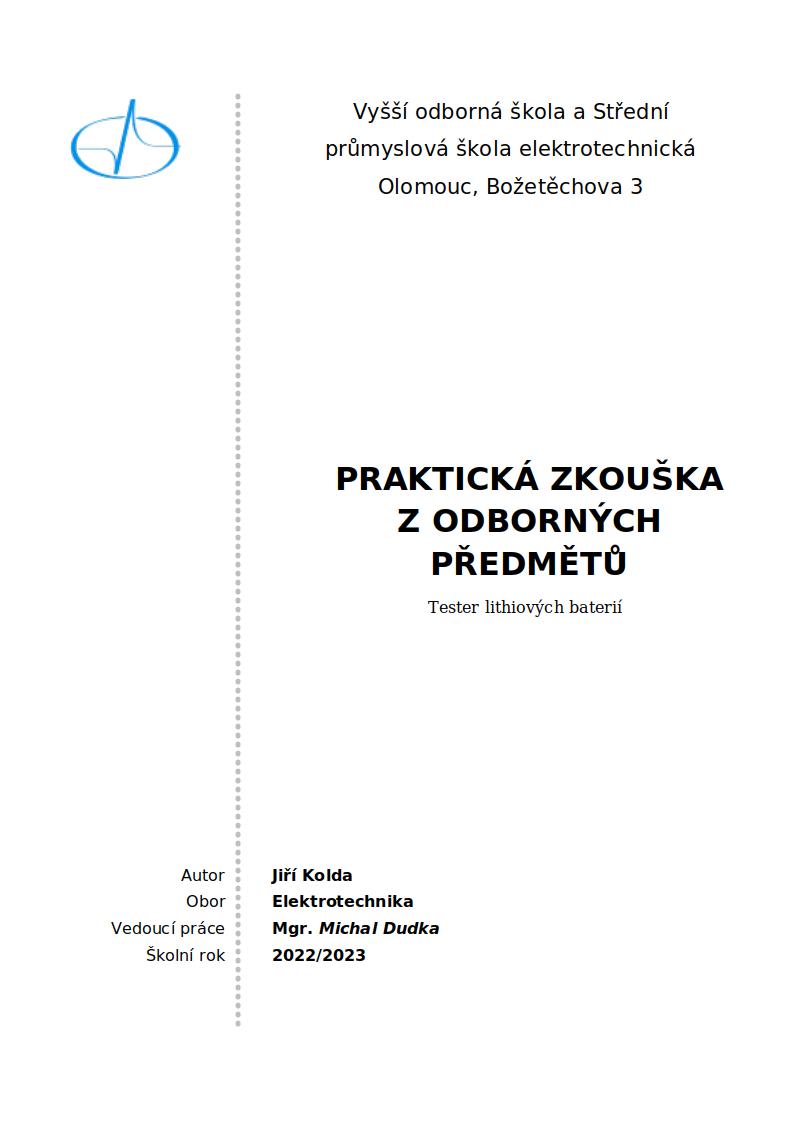 Vyšší odborná škola a Střední
průmyslová škola elektrotechnická
Olomouc, Božetěchova 3
PRAKTICKÁ ZKOUŠKA
Z ODBORNÝCH
PŘEDMĚTŮ
Tester lithiových baterií
Autor Jiří Kolda
Obor Elektrotechnika
Vedoucí práce Mgr. Michal Dudka
Školní rok 2022/2023